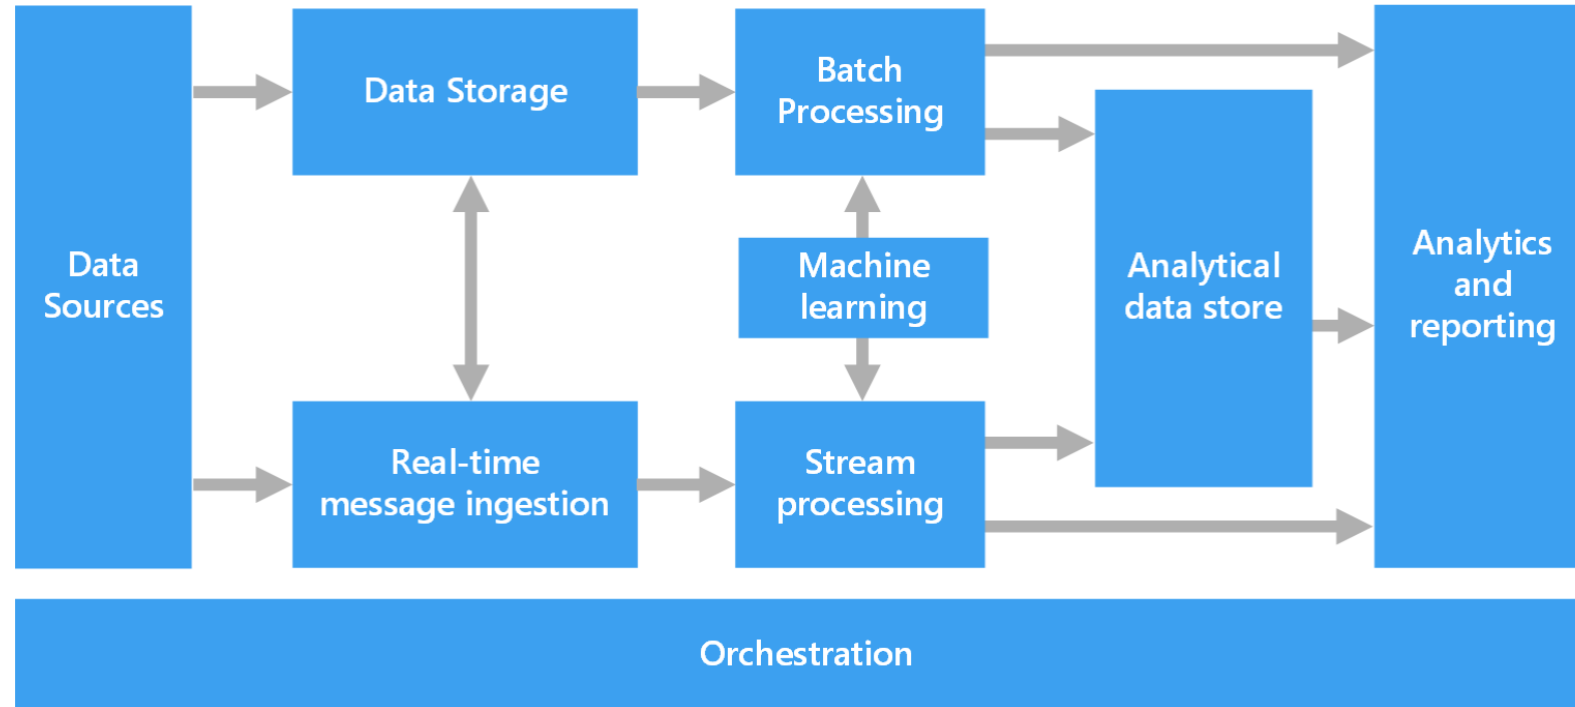 Data
Sources
Data Storage
Real-time
message ingestion
Batch
Processing
Machine
learning
Stream
processing
Analytical
data store
Analytics
and
reporting
Orchestration